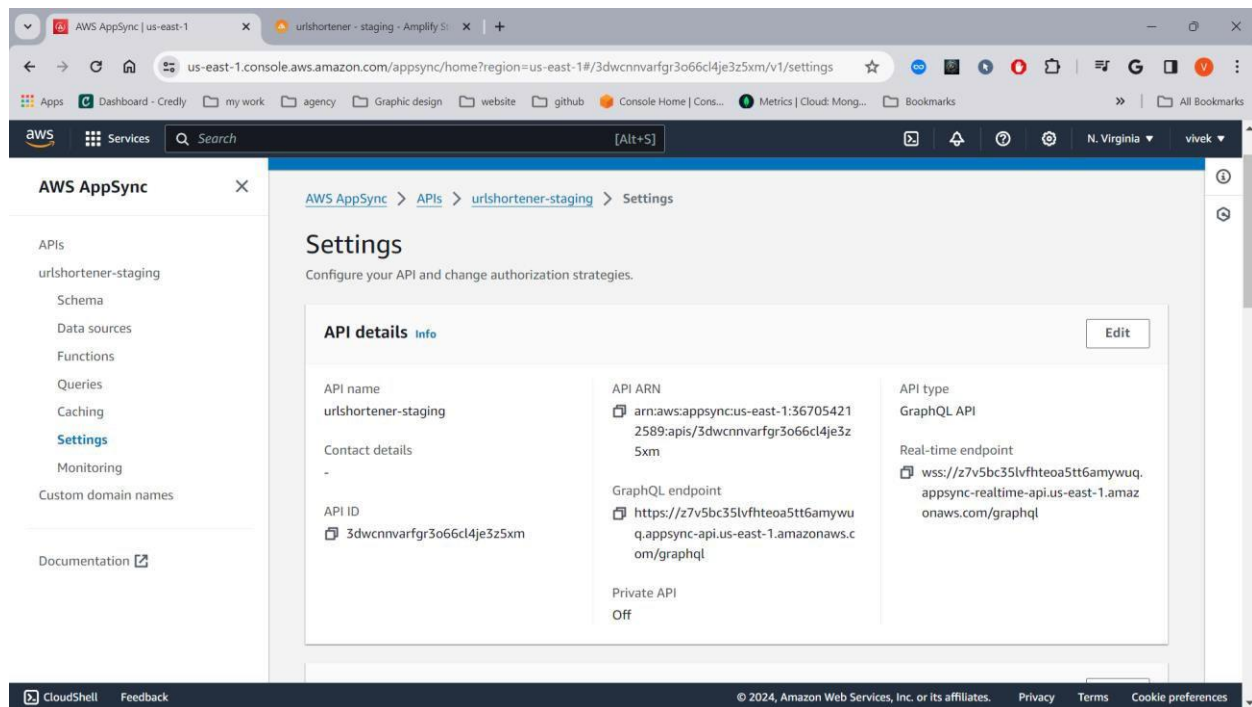 AWS AppSync | us-east-1
urlshortener - staging - Amplify St
us-east-1.console.aws.amazon.com/appsync/home?region=us-east-1#/3dwcnnvarfgr3o66cl4je3z5xm/v1/settings
Apps Dashboard - Credly my work agency Graphic design website github Console Home | Cons... Metrics | Cloud: Mong... Bookmarks » All Bookmarks
aws Services Search [Alt+S] N. Virginia ▼ vivek ▼
AWS AppSync
APIs
urlshortener-staging
Schema
Data sources
Functions
Queries
Caching
Settings
Monitoring
Custom domain names
Documentation
AWS AppSync > APIs > urlshortener-staging > Settings
Settings
Configure your API and change authorization strategies.
API details Info
Edit
API name
urlshortener-staging
Contact details
-
API ID
3dwcnnvarfgr3o66cl4je3z5xm
API ARN
arn:aws:appsync:us-east-1:36705421
2589:apis/3dwcnnvarfgr3o66cl4je3z
5xm
GraphQL endpoint
https://z7v5bc35lvfhteoa5tt6amywu
q.appsync-api.us-east-1.amazonaws.c
om/graphql
Private API
Off
API type
GraphQL API
Real-time endpoint
wss://z7v5bc35lvfhteoa5tt6amywuq.
appsync-realtime-api.us-east-1.amaz
onaws.com/graphql
CloudShell Feedback © 2024, Amazon Web Services, Inc. or its affiliates. Privacy Terms Cookie preferences